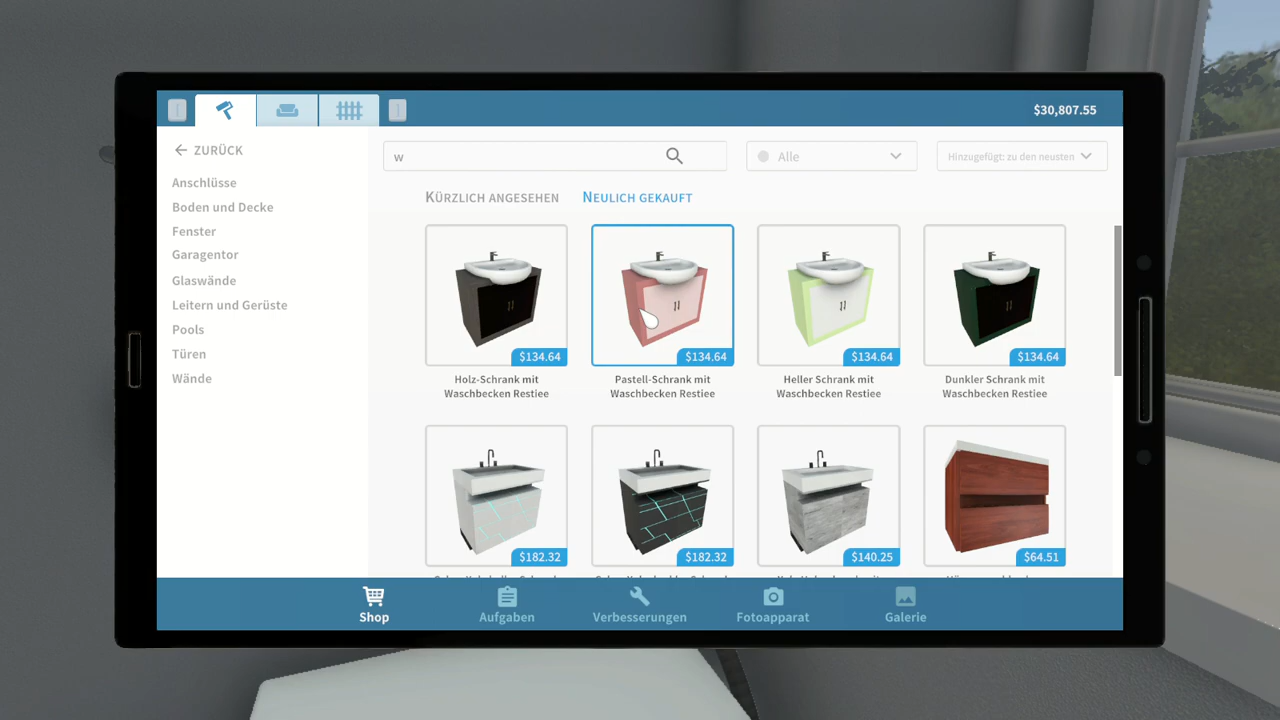 $30,807.55
ZURÜCK
Anschlüsse
Boden und Decke
Fenster
Garagentor
Glaswände
Leitern und Gerüste
Pools
Türen
Wände
w
Alle
Hinzugefügt: zu den neusten
KÜRZLICH ANGESEHEN
NEULICH GEKAUFT
$134.64
$134.64
$134.64
$134.64
Holz-Schrank mit
Waschbecken Restiee
Pastell-Schrank mit
Waschbecken Restiee
Heller Schrank mit
Waschbecken Restiee
Dunkler Schrank mit
Waschbecken Restiee
$182.32
$182.32
$140.25
$64.51
Shop
Aufgaben
Verbesserungen
Fotoapparat
Galerie